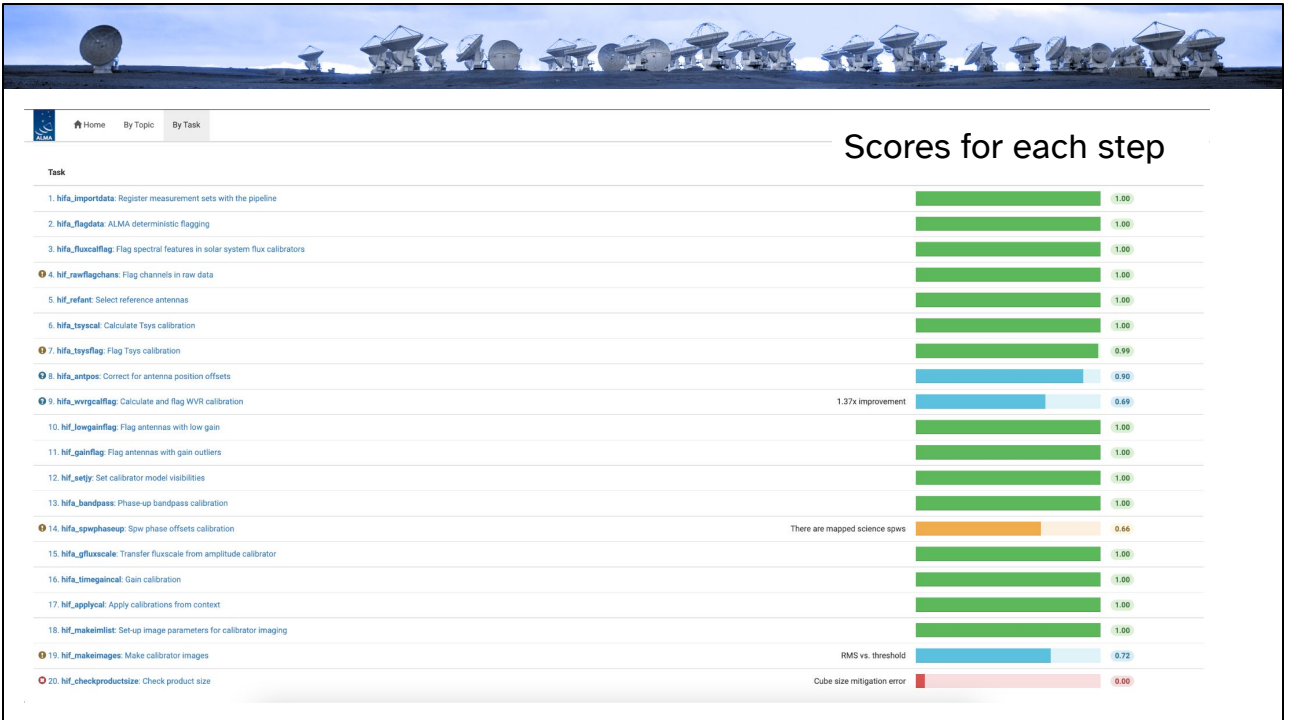 ALMA
Home By Topic By Task
Scores for each step
Task
1. hifa_importdata: Register measurement sets with the pipeline 1.00
2. hifa_flagdata: ALMA deterministic flagging 1.00
3. hifa_fluxcalflag: Flag spectral features in solar system flux calibrators 1.00
4. hif_rawflagchans: Flag channels in raw data 1.00
5. hif_refant: Select reference antennas 1.00
6. hifa_tsyscal: Calculate Tsys calibration 1.00
7. hifa_tsysflag: Flag Tsys calibration 0.99
8. hifa_antpos: Correct for antenna position offsets 0.90
9. hifa_wvrgcalflag: Calculate and flag WVR calibration 1.37x improvement 0.69
10. hif_lowgainflag: Flag antennas with low gain 1.00
11. hif_gainflag: Flag antennas with gain outliers 1.00
12. hif_setjy: Set calibrator model visibilities 1.00
13. hifa_bandpass: Phase-up bandpass calibration 1.00
14. hifa_spwphaseup: Spw phase offsets calibration There are mapped science spws 0.66
15. hifa_gfluxscale: Transfer fluxscale from amplitude calibrator 1.00
16. hifa_timegaincal: Gain calibration 1.00
17. hif_applycal: Apply calibrations from context 1.00
18. hif_makeimlist: Set-up image parameters for calibrator imaging 1.00
19. hif_makeimages: Make calibrator images RMS vs. threshold 0.72
20. hif_checkproductsize: Check product size Cube size mitigation error 0.00